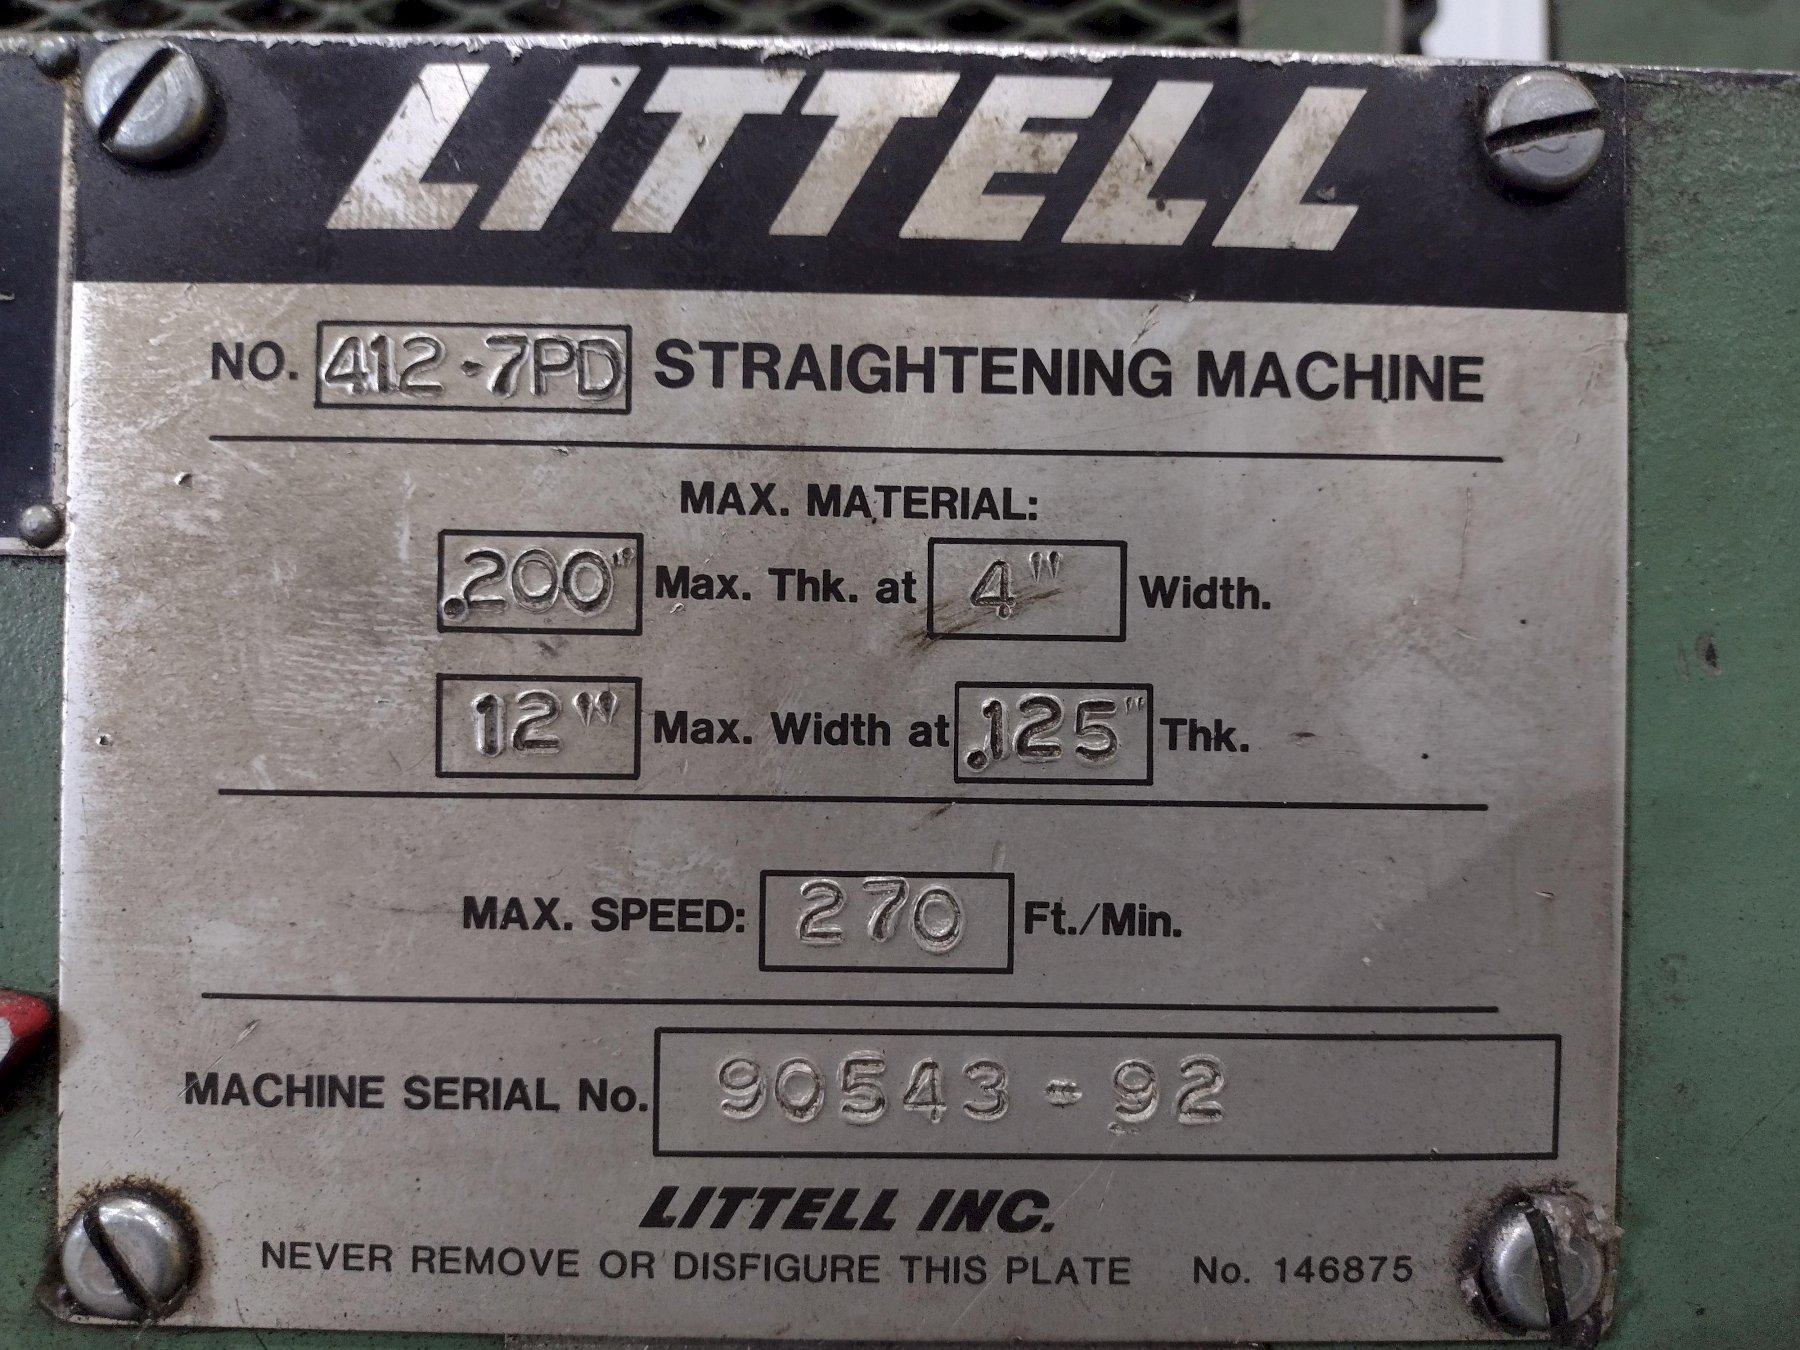 LITTELL
NO. 412-7PD STRAIGHTENING MACHINE
MAX. MATERIAL:
.200" Max. Thk. at 4" Width.
12" Max. Width at .125" Thk.
MAX. SPEED: 270 Ft./Min.
MACHINE SERIAL No. 90543-92
LITTELL INC.
NEVER REMOVE OR DISFIGURE THIS PLATE No. 146875